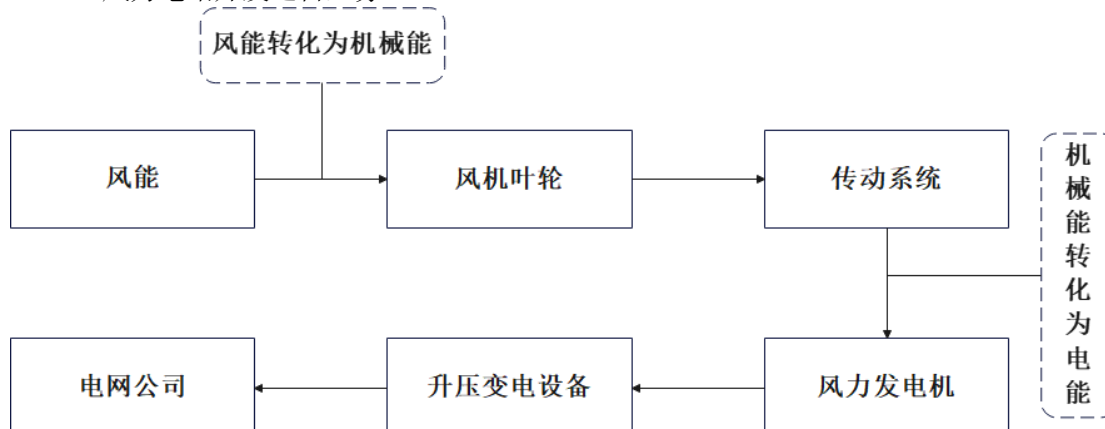 风能转化为机械能
风能
风机叶轮
传动系统
机械能转化为电能
电网公司
升压变电设备
风力发电机